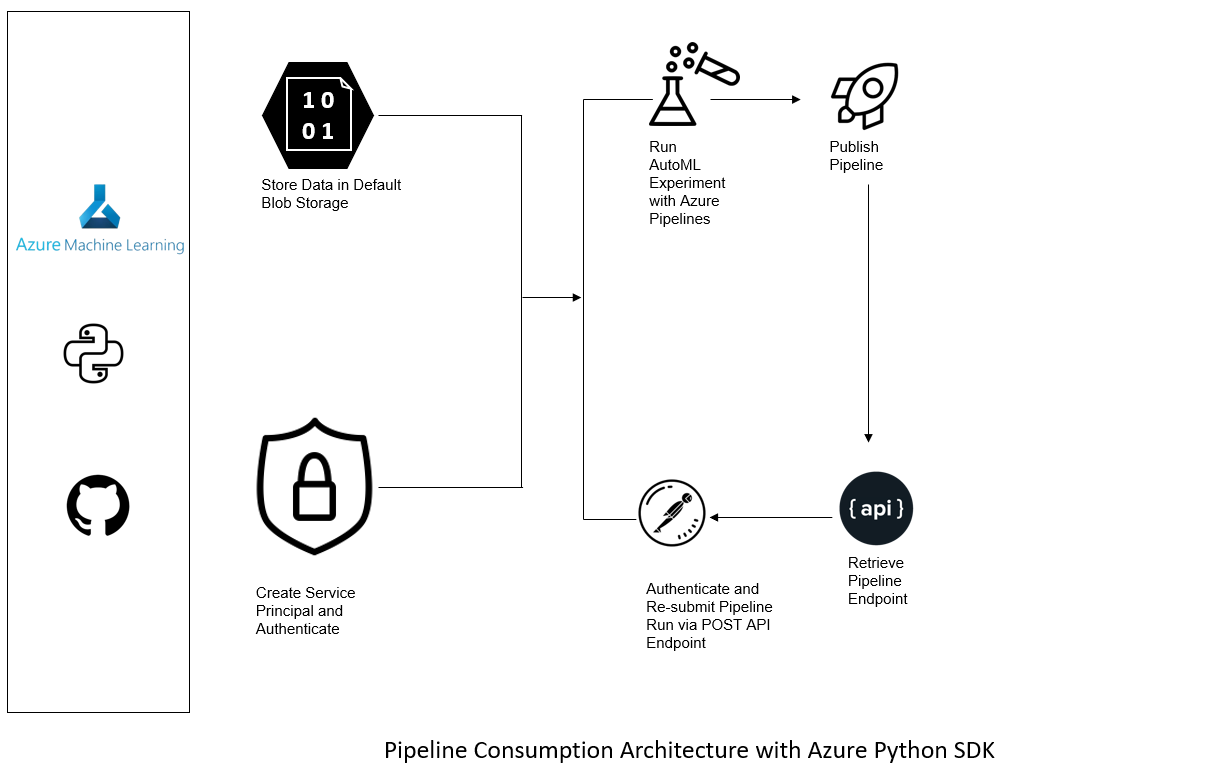 Azure Machine Learning
10
01
Store Data in Default
Blob Storage
Create Service
Principal and
Authenticate
Run
AutoML
Experiment
with Azure
Pipelines
Publish
Pipeline
{ api }
Retrieve
Pipeline
Endpoint
Authenticate and
Re-submit Pipeline
Run via POST API
Endpoint
Pipeline Consumption Architecture with Azure Python SDK